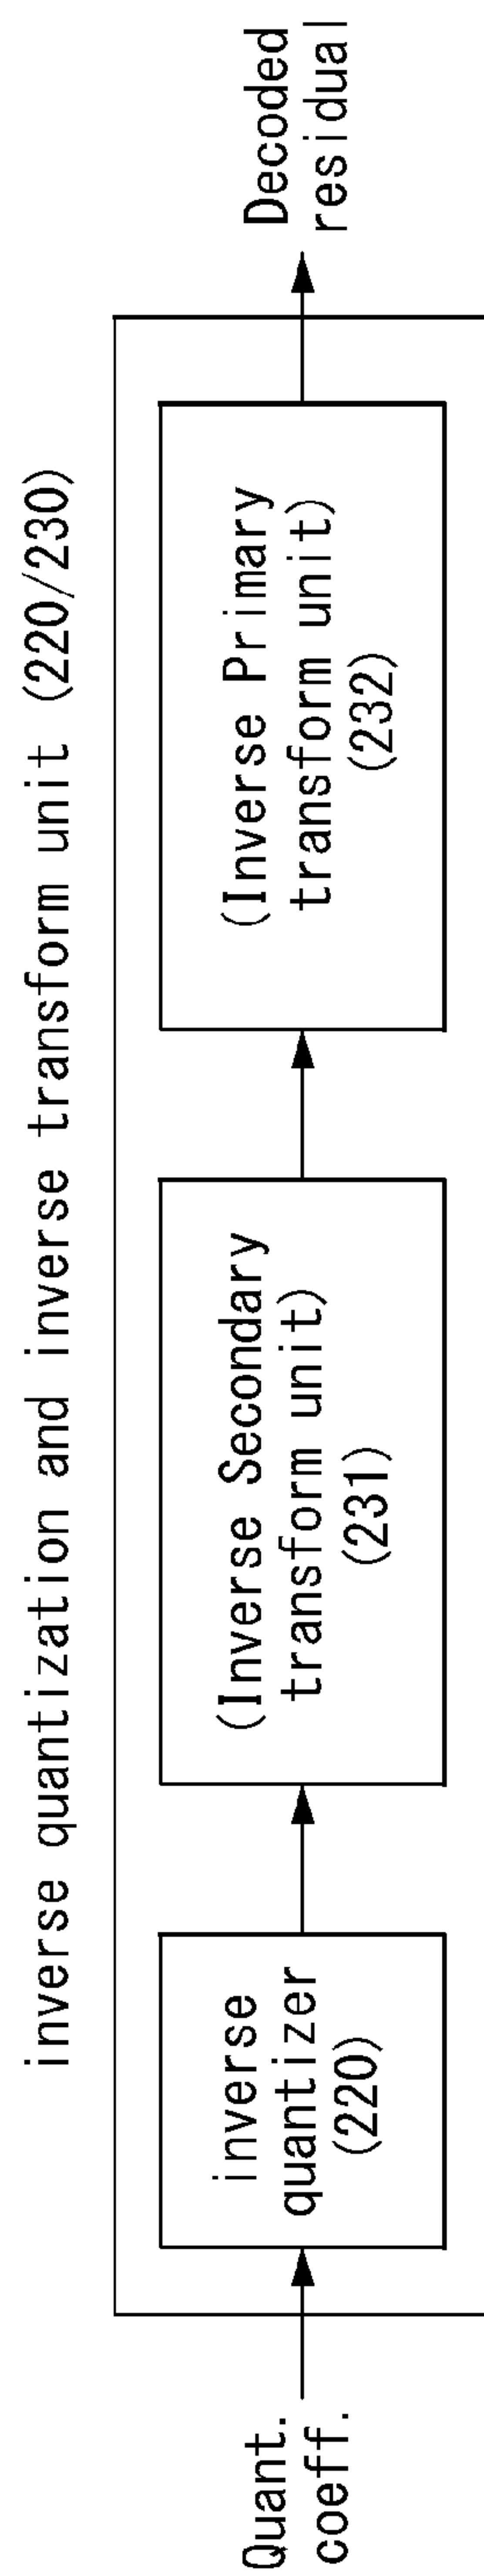 inverse quantization and inverse transform unit (220/230)
Quant.
coeff.
inverse
quantizer
(220)
(Inverse Secondary
transform unit)
(231)
(Inverse Primary
transform unit)
(232)
Decoded
residual